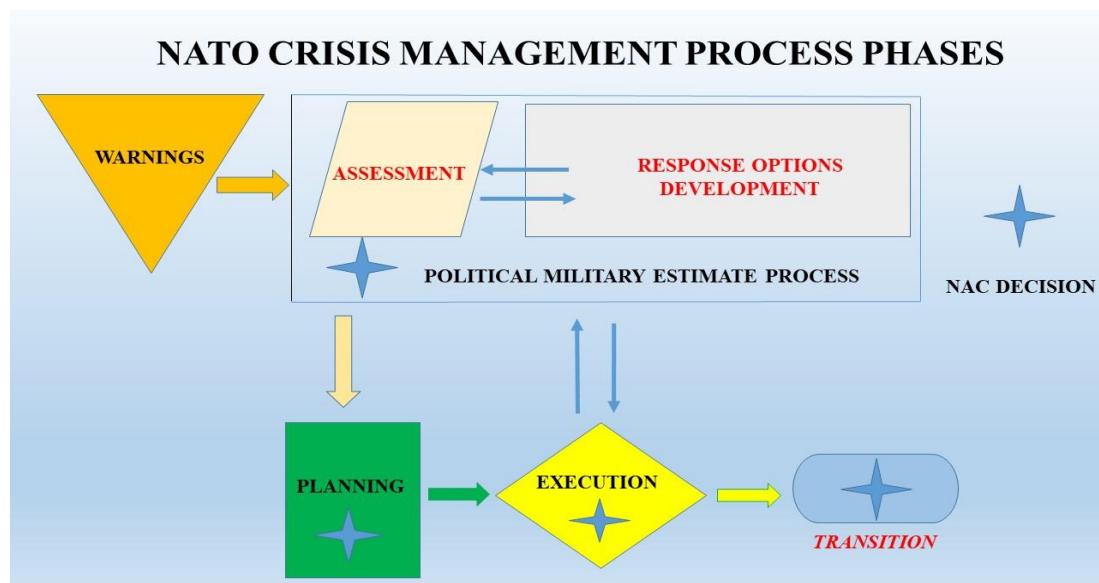 NATO CRISIS MANAGEMENT PROCESS PHASES
WARNINGS
ASSESSMENT
RESPONSE OPTIONS
DEVELOPMENT
POLITICAL MILITARY ESTIMATE PROCESS
NAC DECISION
PLANNING
EXECUTION
TRANSITION